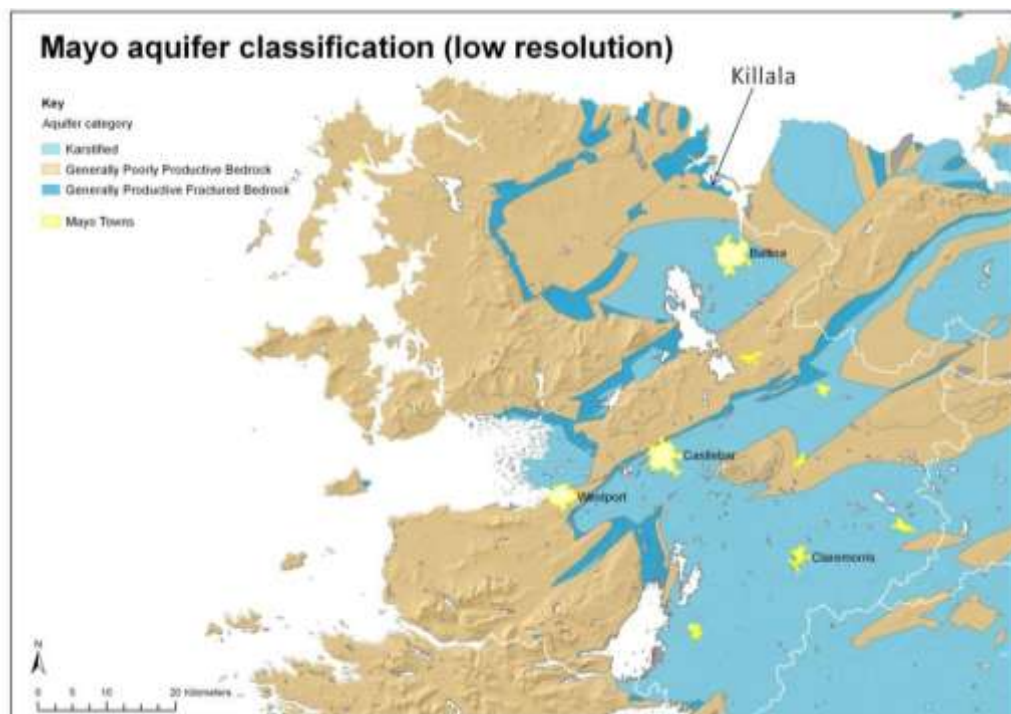 Mayo aquifer classification (low resolution)
Killala
Key
Aquifer category
Karstified
Generally Poorly Productive Bedrock
Generally Productive Fractured Bedrock
Mayo Towns
Ballina
Castlebar
Westport
Claremorris
N
0 5 10 20 Kilometers